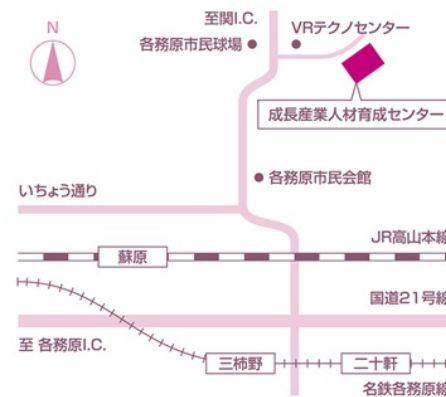 至関I.C.
N
VRテクノセンター
各務原市民球場
成長産業人材育成センター
各務原市民会館
いちょう通り
JR高山本線
蘇原
国道21号線
至 各務原I.C.
三柿野
二十軒
名鉄各務原線